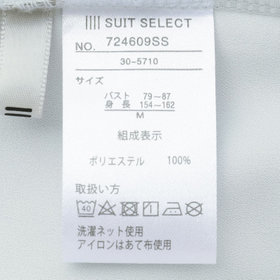 SUIT SELECT
NO. 724609SS
30-5710
サイズ
バスト 79～87
身長 154～162
M
組成表示
ポリエステル 100%
取扱い方
40
洗濯ネット使用
アイロンはあて布使用